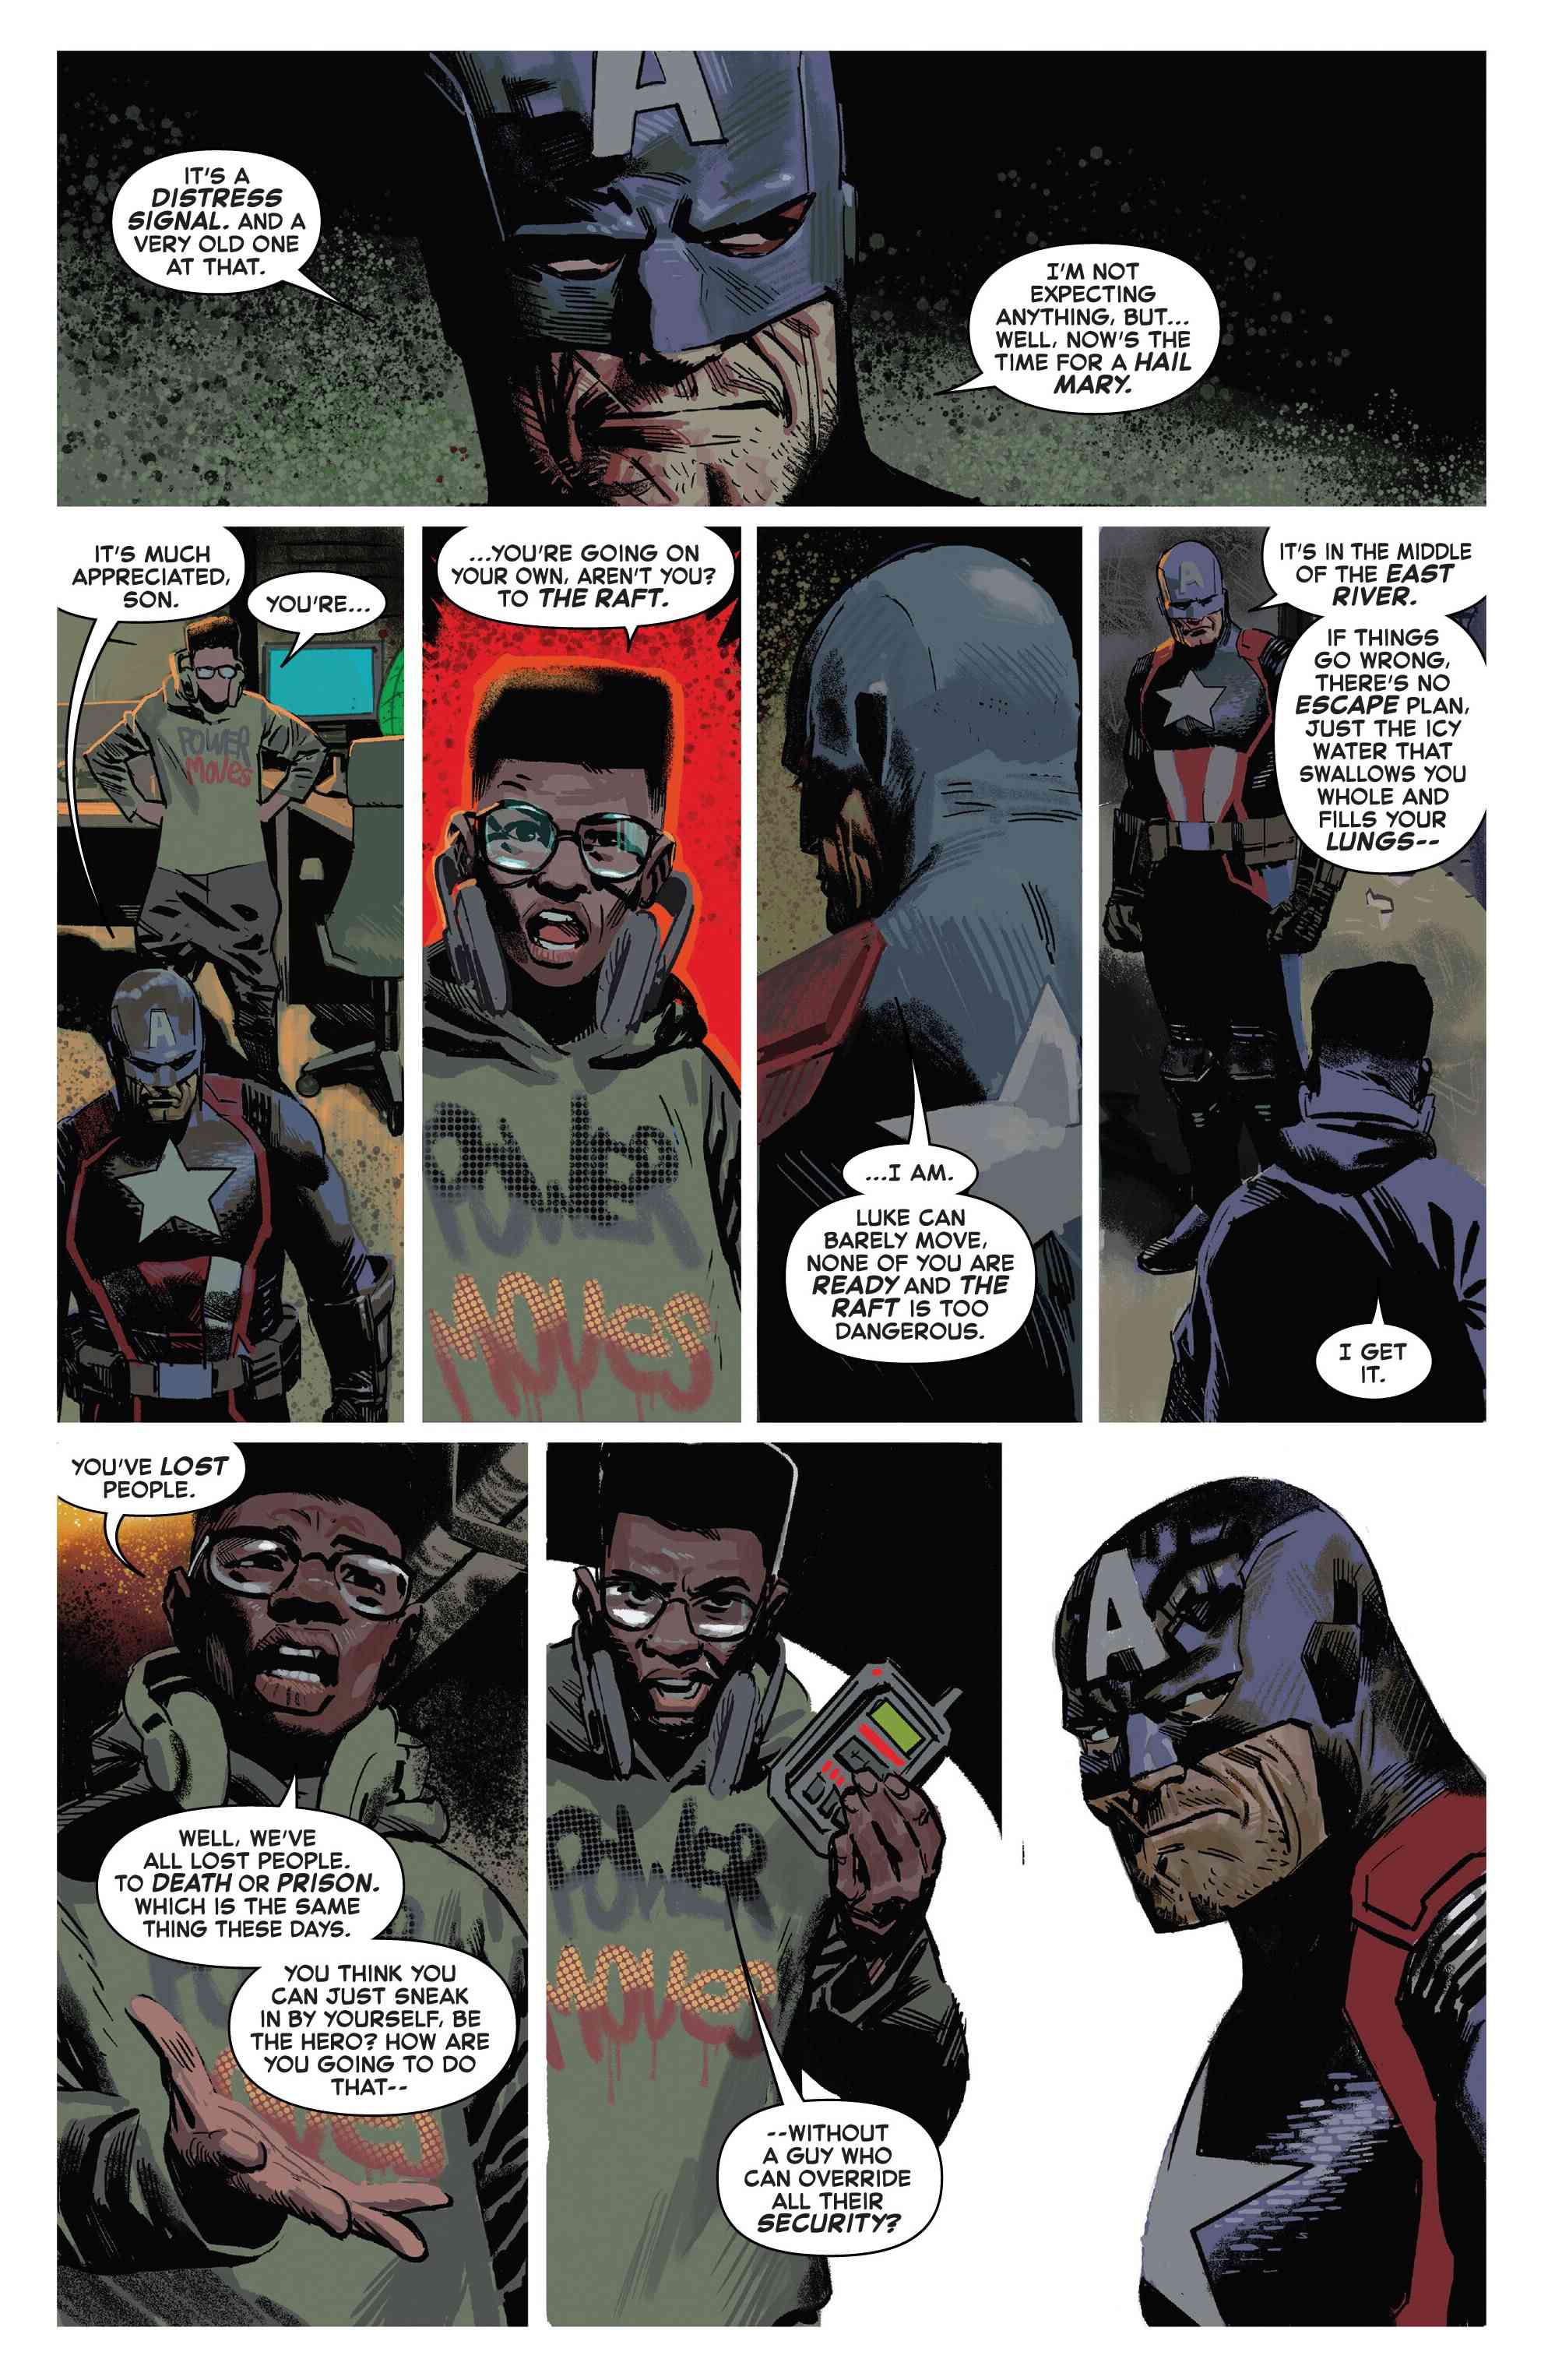 A
IT'S A
DISTRESS
SIGNAL. AND A
VERY OLD ONE
AT THAT.
I'M NOT
EXPECTING
ANYTHING, BUT...
WELL, NOW'S THE
TIME FOR A HAIL
MARY.
IT'S MUCH
APPRECIATED,
SON.
YOU'RE...
POWER
MOVES
A
...YOU'RE GOING ON
YOUR OWN, AREN'T YOU?
TO THE RAFT.
POWER
MOVES
...I AM.
LUKE CAN
BARELY MOVE,
NONE OF YOU ARE
READY AND THE
RAFT IS TOO
DANGEROUS.
A
IT'S IN THE MIDDLE
OF THE EAST
RIVER.
IF THINGS
GO WRONG,
THERE'S NO
ESCAPE PLAN,
JUST THE ICY
WATER THAT
SWALLOWS YOU
WHOLE AND
FILLS YOUR
LUNGS--
I GET
IT.
YOU'VE LOST
PEOPLE.
WELL, WE'VE
ALL LOST PEOPLE.
TO DEATH OR PRISON.
WHICH IS THE SAME
THING THESE DAYS.
YOU THINK YOU
CAN JUST SNEAK
IN BY YOURSELF, BE
THE HERO? HOW ARE
YOU GOING TO DO
THAT--
POWER
MOVES
--WITHOUT
A GUY WHO
CAN OVERRIDE
ALL THEIR
SECURITY?
A